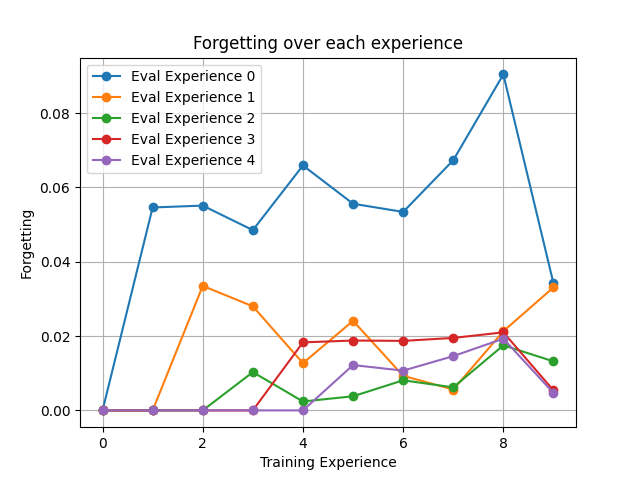 Forgetting over each experience
Eval Experience 0
Eval Experience 1
Eval Experience 2
Eval Experience 3
Eval Experience 4
0.08
0.06
0.04
0.02
0.00
Forgetting
0 2 4 6 8
Training Experience